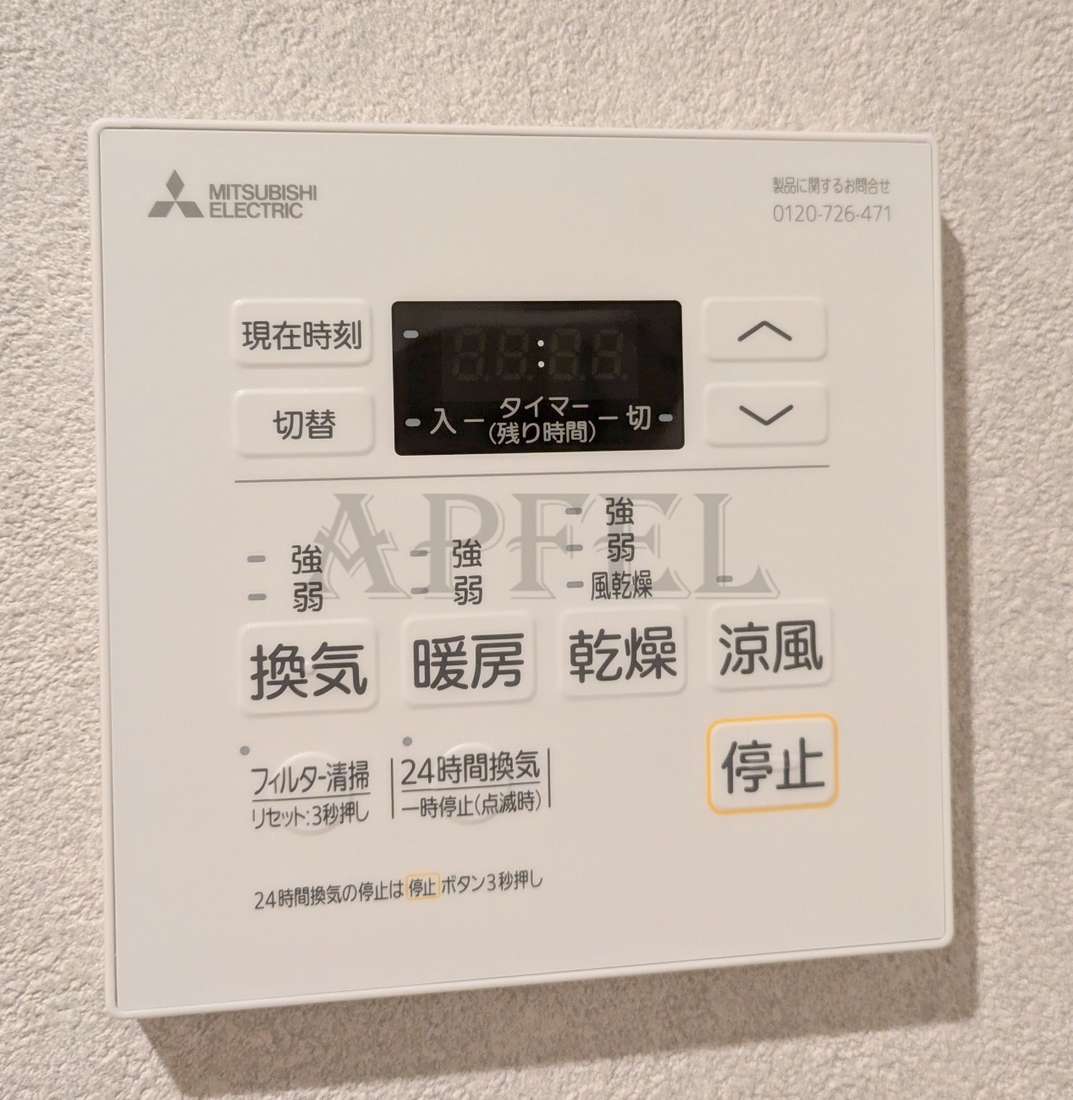 MITSUBISHI
ELECTRIC
製品に関するお問合せ
0120-726-471
現在時刻
切替
入 ー タイマー ー 切
(残り時間)
APFEL
強
弱
強
弱
強
弱
風乾燥
換気
暖房
乾燥
涼風
フィルター清掃
リセット:3秒押し
24時間換気
一時停止(点滅時)
停止
24時間換気の停止は 停止 ボタン3秒押し